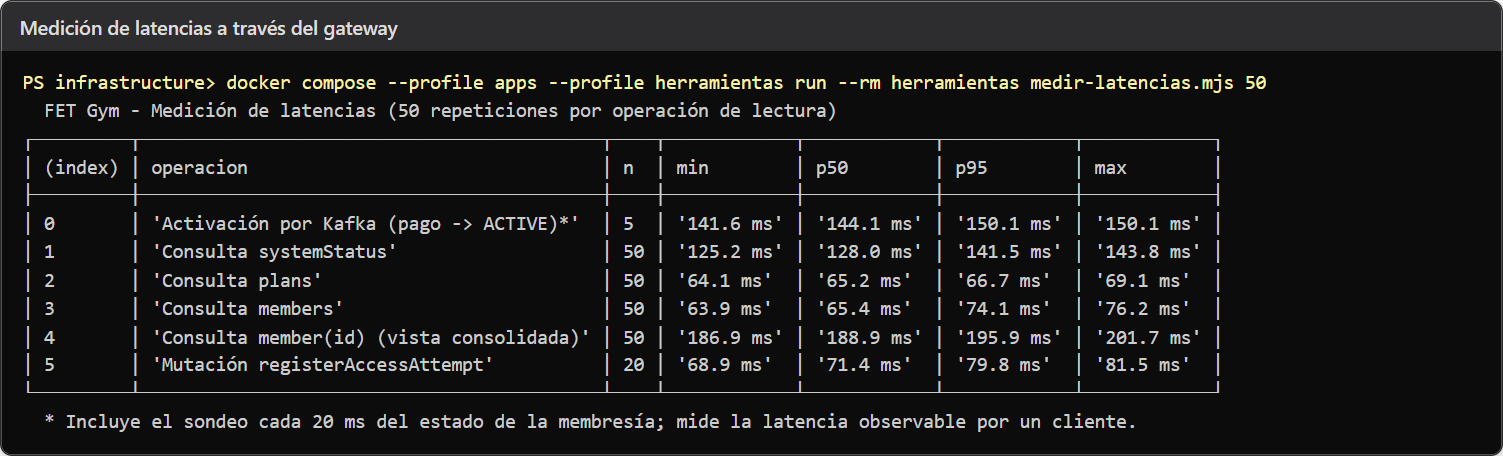 Medición de latencias a través del gateway
PS infrastructure> docker compose --profile apps --profile herramientas run --rm herramientas medir-latencias.mjs 50
FET Gym - Medición de latencias (50 repeticiones por operación de lectura)
(index) operacion n min p50 p95 max
0 'Activación por Kafka (pago -> ACTIVE)*' 5 '141.6 ms' '144.1 ms' '150.1 ms' '150.1 ms'
1 'Consulta systemStatus' 50 '125.2 ms' '128.0 ms' '141.5 ms' '143.8 ms'
2 'Consulta plans' 50 '64.1 ms' '65.2 ms' '66.7 ms' '69.1 ms'
3 'Consulta members' 50 '63.9 ms' '65.4 ms' '74.1 ms' '76.2 ms'
4 'Consulta member(id) (vista consolidada)' 50 '186.9 ms' '188.9 ms' '195.9 ms' '201.7 ms'
5 'Mutación registerAccessAttempt' 20 '68.9 ms' '71.4 ms' '79.8 ms' '81.5 ms'
* Incluye el sondeo cada 20 ms del estado de la membresía; mide la latencia observable por un cliente.